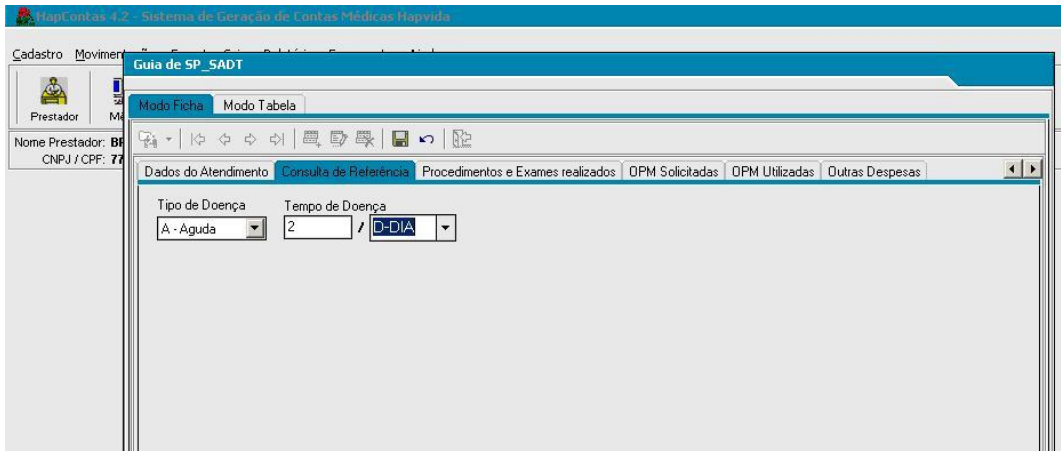 HapContas 4.2 - Sistema de Geração de Contas Médicas Hapvida
Cadastro Movimen
Guia de SP_SADT
Prestador
Modo Ficha Modo Tabela
Nome Prestador:
CNPJ / CPF: 77
Dados do Atendimento Consulta de Referência Procedimentos e Exames realizados OPM Solicitadas OPM Utilizadas Outras Despesas
Tipo de Doença Tempo de Doença
A - Aguda 2 / D-DIA